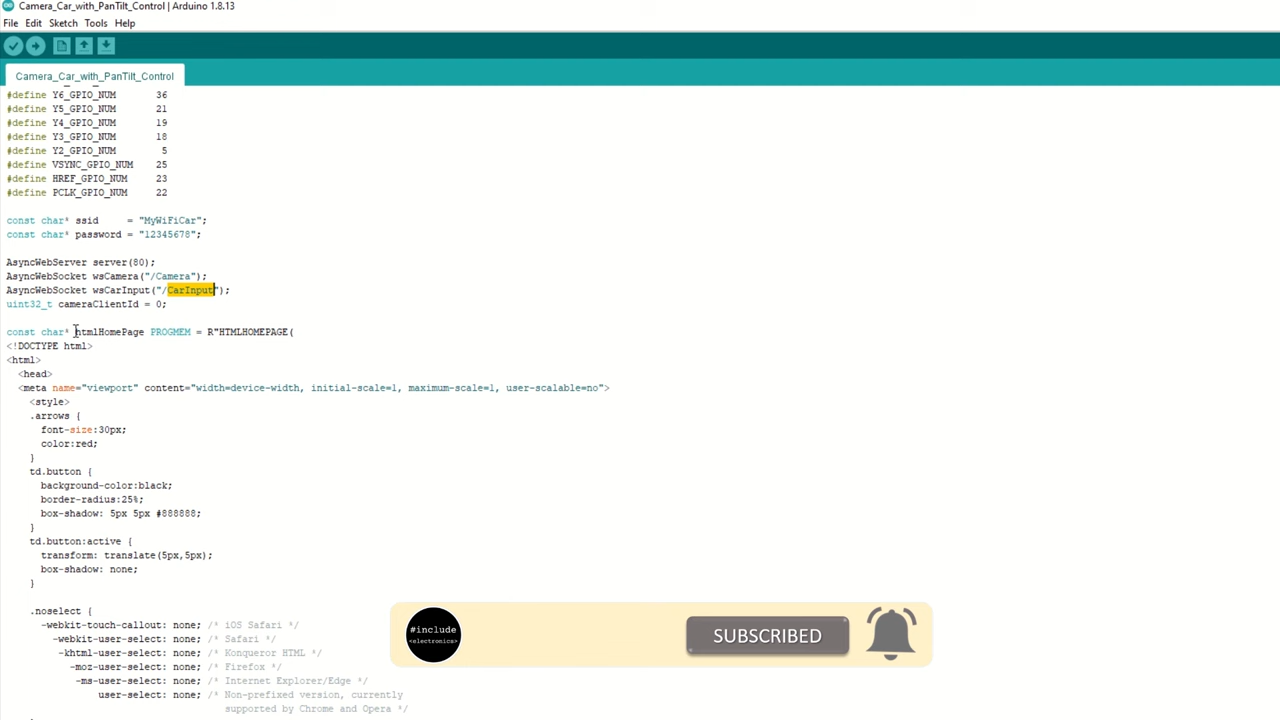 Camera_Car_with_PanTilt_Control | Arduino 1.8.13
File Edit Sketch Tools Help
Camera_Car_with_PanTilt_Control
#define Y6_GPIO_NUM 36
#define Y5_GPIO_NUM 21
#define Y4_GPIO_NUM 19
#define Y3_GPIO_NUM 18
#define Y2_GPIO_NUM 5
#define VSYNC_GPIO_NUM 25
#define HREF_GPIO_NUM 23
#define PCLK_GPIO_NUM 22
const char* ssid = "MyWiFiCar";
const char* password = "12345678";
AsyncWebServer server(80);
AsyncWebSocket wsCamera("/Camera");
AsyncWebSocket wsCarInput("/CarInput");
uint32_t cameraClientId = 0;
const char* htmlHomePage PROGMEM = R"HTMLHOMEPAGE(
<!DOCTYPE html>
<html>
<head>
<meta name="viewport" content="width=device-width, initial-scale=1, maximum-scale=1, user-scalable=no">
<style>
.arrows {
font-size:30px;
color:red;
}
td.button {
background-color:black;
border-radius:25%;
box-shadow: 5px 5px #888888;
}
td.button:active {
transform: translate(5px,5px);
box-shadow: none;
}
.noselect {
-webkit-touch-callout: none; /* iOS Safari */
-webkit-user-select: none; /* Safari */
-khtml-user-select: none; /* Konqueror HTML */
-moz-user-select: none; /* Firefox */
-ms-user-select: none; /* Internet Explorer/Edge */
user-select: none; /* Non-prefixed version, currently
supported by Chrome and Opera */
#include
<electronics>
SUBSCRIBED